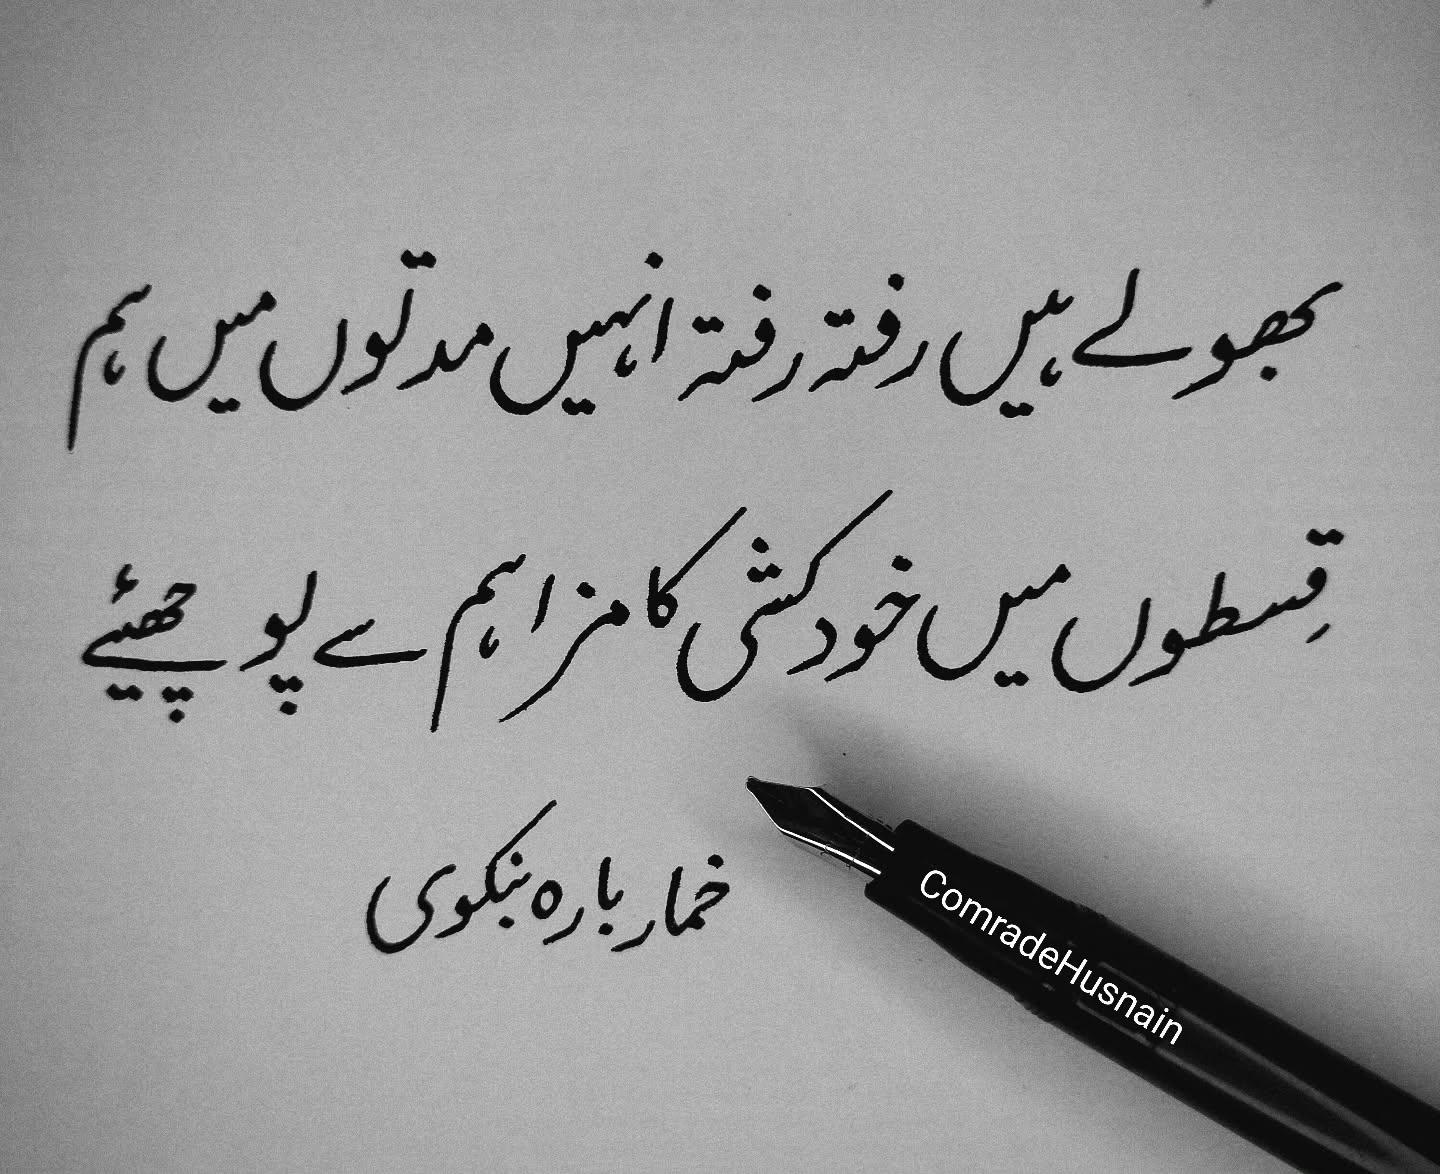 بھولے ہیں رفتہ رفتہ انہیں مدتوں میں ہم
قِسطوں میں خودکشی کا مزا ہم سے پوچھئیے
خمار بارہ بنکوی
ComradeHusnain